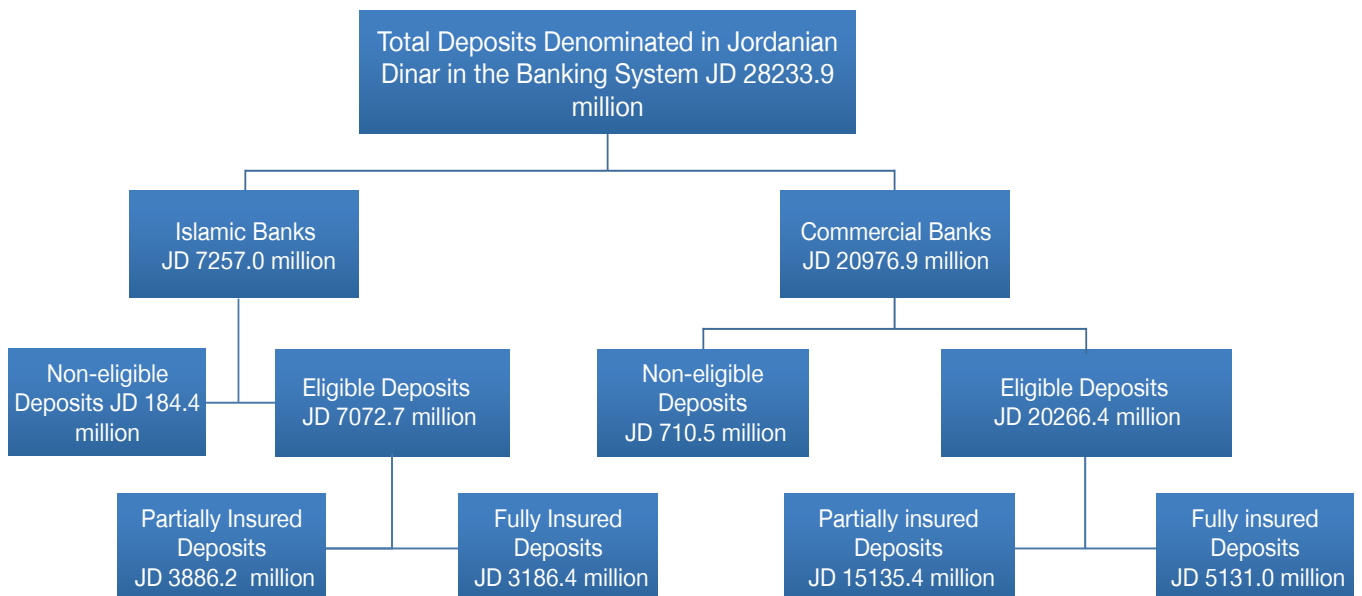 Total Deposits Denominated in Jordanian
Dinar in the Banking System JD 28233.9
million
Islamic Banks
JD 7257.0 million
Commercial Banks
JD 20976.9 million
Non-eligible
Deposits JD 184.4
million
Eligible Deposits
JD 7072.7 million
Non-eligible
Deposits
JD 710.5 million
Eligible Deposits
JD 20266.4 million
Partially Insured
Deposits
JD 3886.2 million
Fully Insured
Deposits
JD 3186.4 million
Partially insured
Deposits
JD 15135.4 million
Fully insured
Deposits
JD 5131.0 million